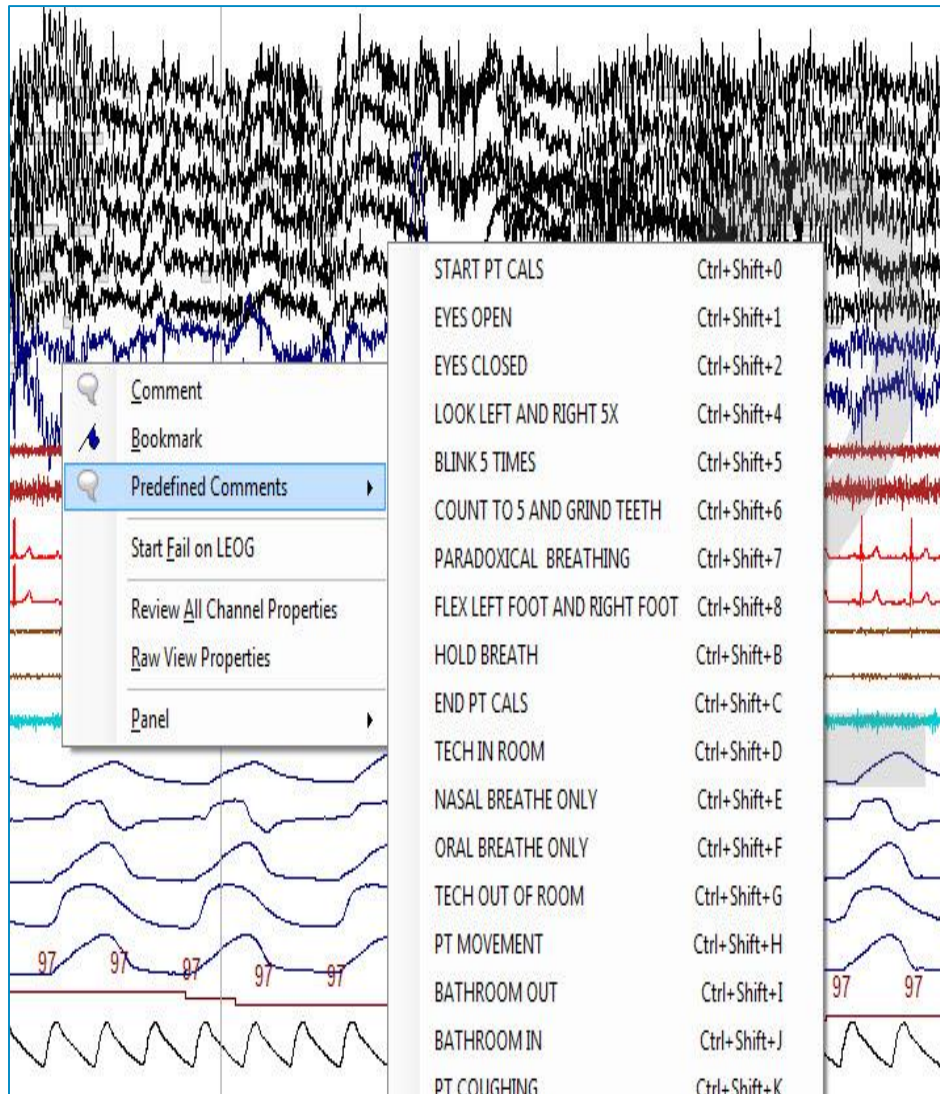 Comment
Bookmark
Predefined Comments
Start Fail on LEOG
Review All Channel Properties
Raw View Properties
Panel
START PT CALS Ctrl+Shift+0
EYES OPEN Ctrl+Shift+1
EYES CLOSED Ctrl+Shift+2
LOOK LEFT AND RIGHT 5X Ctrl+Shift+4
BLINK 5 TIMES Ctrl+Shift+5
COUNT TO 5 AND GRIND TEETH Ctrl+Shift+6
PARADOXICAL BREATHING Ctrl+Shift+7
FLEX LEFT FOOT AND RIGHT FOOT Ctrl+Shift+8
HOLD BREATH Ctrl+Shift+B
END PT CALS Ctrl+Shift+C
TECH IN ROOM Ctrl+Shift+D
NASAL BREATHE ONLY Ctrl+Shift+E
ORAL BREATHE ONLY Ctrl+Shift+F
TECH OUT OF ROOM Ctrl+Shift+G
PT MOVEMENT Ctrl+Shift+H
BATHROOM OUT Ctrl+Shift+I
BATHROOM IN Ctrl+Shift+J
PT COUGHING Ctrl+Shift+K
97 97 97 97 97 97 97